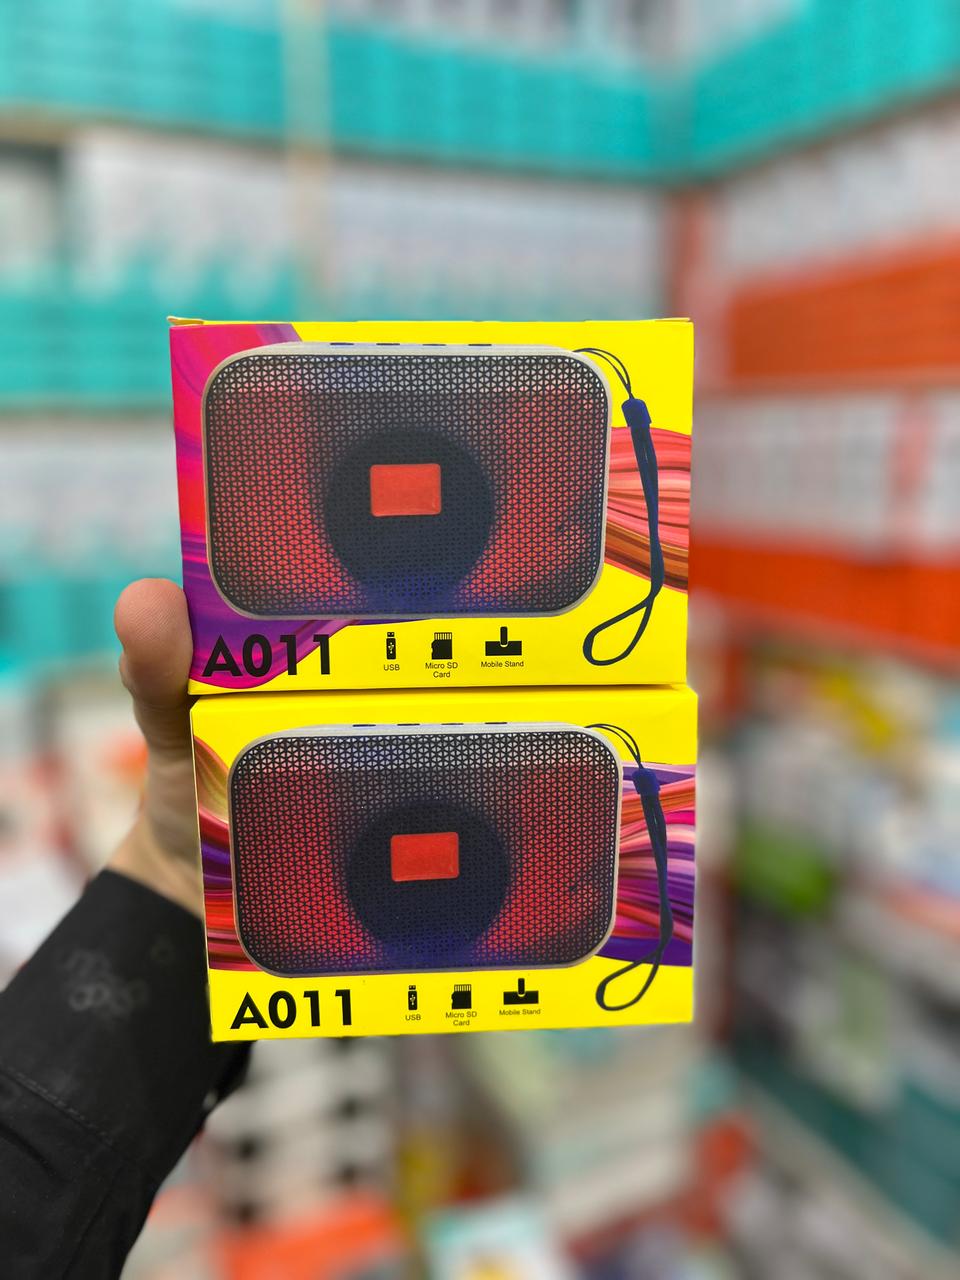 A011
USB
Micro SD
Card
Mobile Stand
A011
USB
Micro SD
Card
Mobile Stand